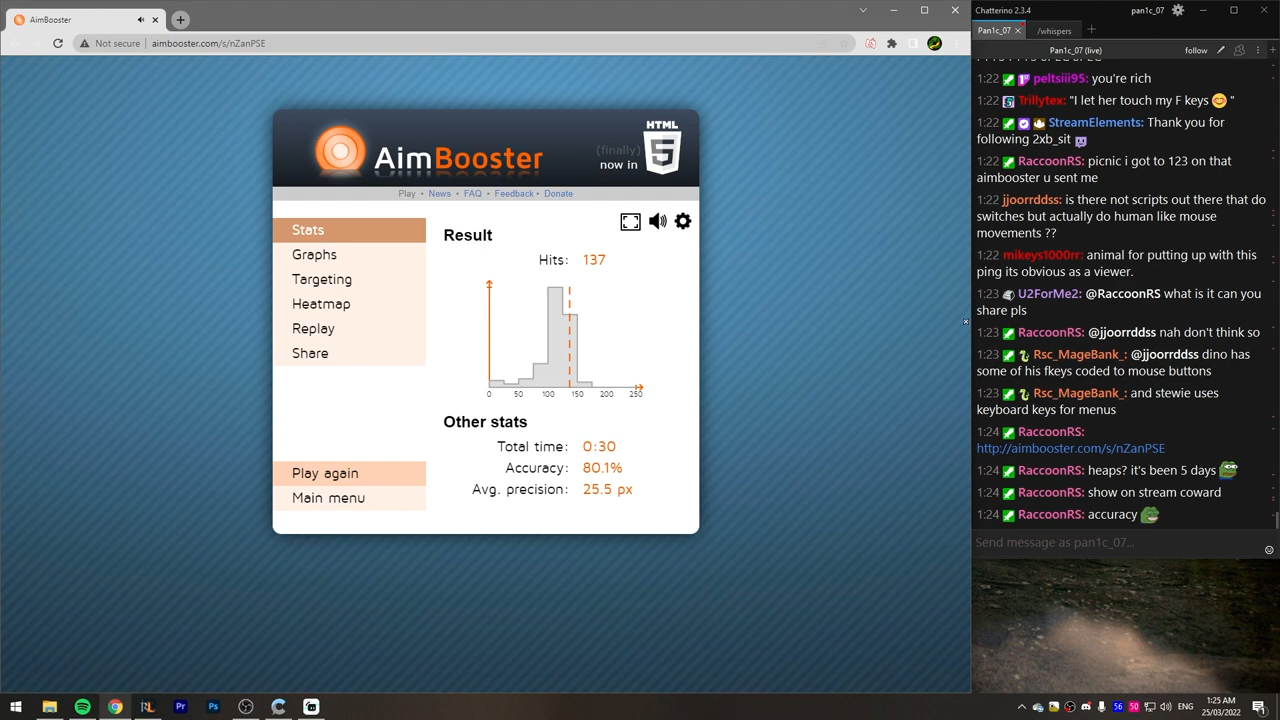 AimBooster
Not secure
aimbooster.com/s/nZanPSE
AimBooster
(finally)
now in
HTML
5
Play • News • FAQ • Feedback • Donate
Stats
Graphs
Targeting
Heatmap
Replay
Share
Play again
Main menu
Result
Hits: 137
0 50 100 150 200 250
Other stats
Total time: 0:30
Accuracy: 80.1%
Avg. precision: 25.5 px
Chatterino 2.3.4
pan1c_07
Pan1c_07
/whispers
Pan1c_07 (live)
follow
1:22 peltsiii95: you're rich
1:22 Trillytex: "I let her touch my F keys 😊 "
1:22 StreamElements: Thank you for
following 2xb_sit
1:22 RaccoonRS: picnic i got to 123 on that
aimbooster u sent me
1:22 jjoorrddss: is there not scripts out there that do
switches but actually do human like mouse
movements ??
1:22 mikeys1000rr: animal for putting up with this
ping its obvious as a viewer.
1:23 U2ForMe2: @RaccoonRS what is it can you
share pls
1:23 RaccoonRS: @jjoorrddss nah don't think so
1:23 Rsc_MageBank_: @jjoorrddss dino has
some of his fkeys coded to mouse buttons
1:23 Rsc_MageBank_: and stewie uses
keyboard keys for menus
1:24 RaccoonRS:
http://aimbooster.com/s/nZanPSE
1:24 RaccoonRS: heaps? it's been 5 days
1:24 RaccoonRS: show on stream coward
1:24 RaccoonRS: accuracy
Send message as pan1c_07...
Pr
Ps
56
50
ENG
1:25 AM
25/03/2022